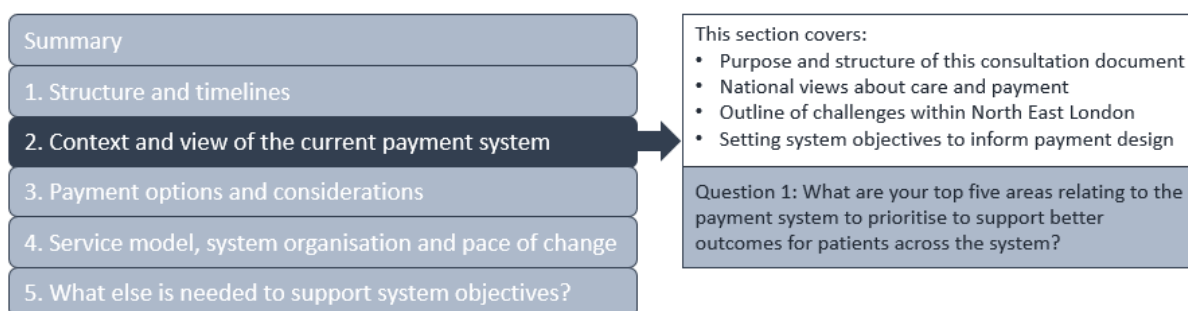 Summary
1. Structure and timelines
2. Context and view of the current payment system
3. Payment options and considerations
4. Service model, system organisation and pace of change
5. What else is needed to support system objectives?
This section covers:
• Purpose and structure of this consultation document
• National views about care and payment
• Outline of challenges within North East London
• Setting system objectives to inform payment design
Question 1: What are your top five areas relating to the
payment system to prioritise to support better
outcomes for patients across the system?